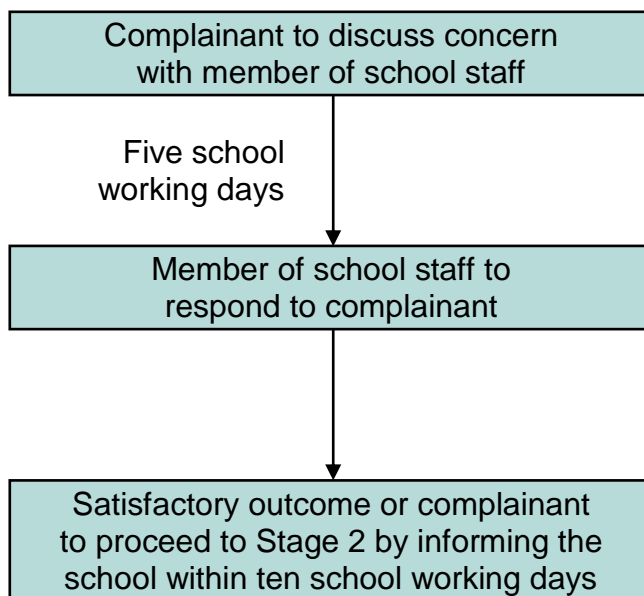 Complainant to discuss concern
with member of school staff
Five school
working days
Member of school staff to
respond to complainant
Satisfactory outcome or complainant
to proceed to Stage 2 by informing the
school within ten school working days